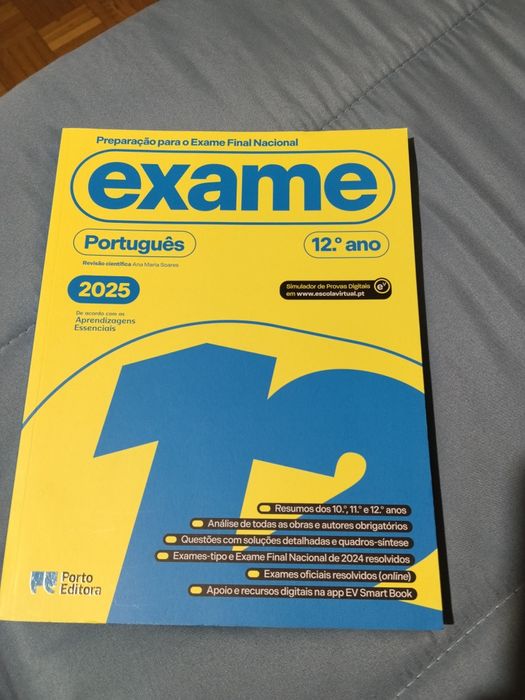 Preparação para o Exame Final Nacional
exame
Português
12.º ano
Revisão científica Ana Maria Soares
2025
Simulador de Provas Digitais
em www.escolavirtual.pt
ev
De acordo com as
Aprendizagens
Essenciais
12
Resumos dos 10.º, 11.º e 12.º anos
Análise de todas as obras e autores obrigatórios
Questões com soluções detalhadas e quadros-síntese
Exames-tipo e Exame Final Nacional de 2024 resolvidos
Exames oficiais resolvidos (online)
Apoio e recursos digitais na app EV Smart Book
Porto
Editora